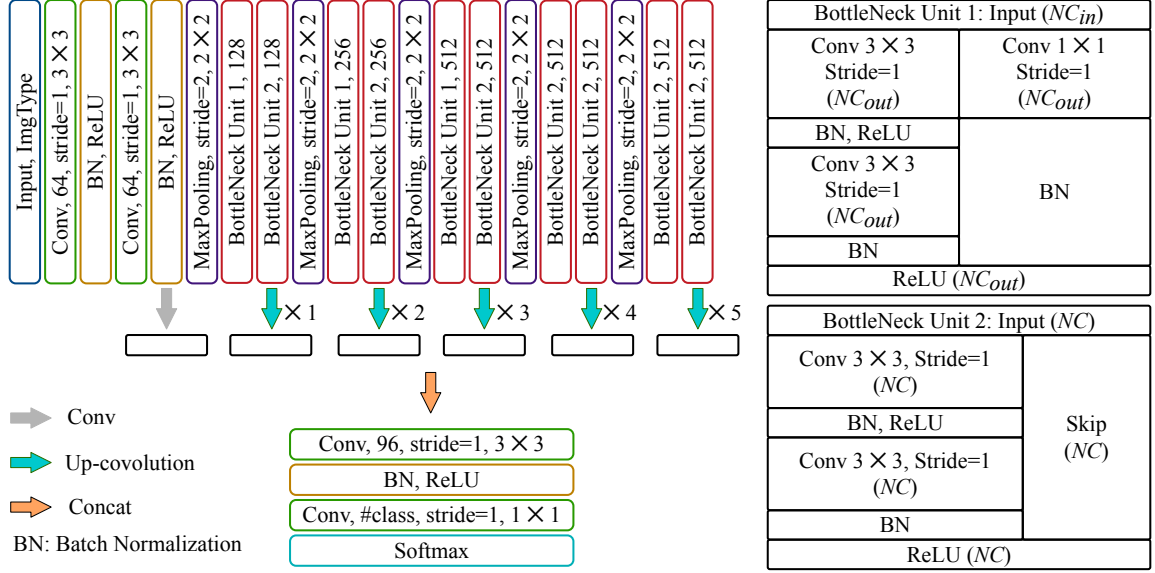 Input, ImgType
Conv, 64, stride=1, 3 × 3
BN, ReLU
Conv, 64, stride=1, 3 × 3
BN, ReLU
MaxPooling, stride=2, 2 × 2
BottleNeck Unit 1, 128
BottleNeck Unit 2, 128
MaxPooling, stride=2, 2 × 2
BottleNeck Unit 1, 256
BottleNeck Unit 2, 256
MaxPooling, stride=2, 2 × 2
BottleNeck Unit 1, 512
BottleNeck Unit 2, 512
MaxPooling, stride=2, 2 × 2
BottleNeck Unit 2, 512
BottleNeck Unit 2, 512
MaxPooling, stride=2, 2 × 2
BottleNeck Unit 2, 512
BottleNeck Unit 2, 512
× 1
× 2
× 3
× 4
× 5
Conv
Up-covolution
Concat
BN: Batch Normalization
Conv, 96, stride=1, 3 × 3
BN, ReLU
Conv, #class, stride=1, 1 × 1
Softmax
BottleNeck Unit 1: Input (NCin)
Conv 3 × 3
Stride=1
(NCout)
Conv 1 × 1
Stride=1
(NCout)
BN, ReLU
Conv 3 × 3
Stride=1
(NCout)
BN
BN
ReLU (NCout)
BottleNeck Unit 2: Input (NC)
Conv 3 × 3, Stride=1
(NC)
BN, ReLU
Conv 3 × 3, Stride=1
(NC)
BN
Skip
(NC)
ReLU (NC)